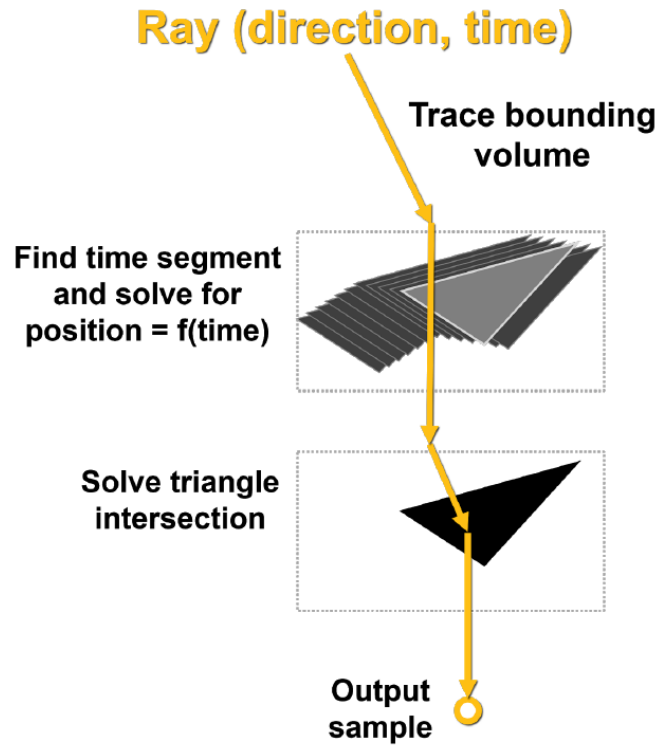 Ray (direction, time)
Trace bounding
volume
Find time segment
and solve for
position = f(time)
Solve triangle
intersection
Output
sample